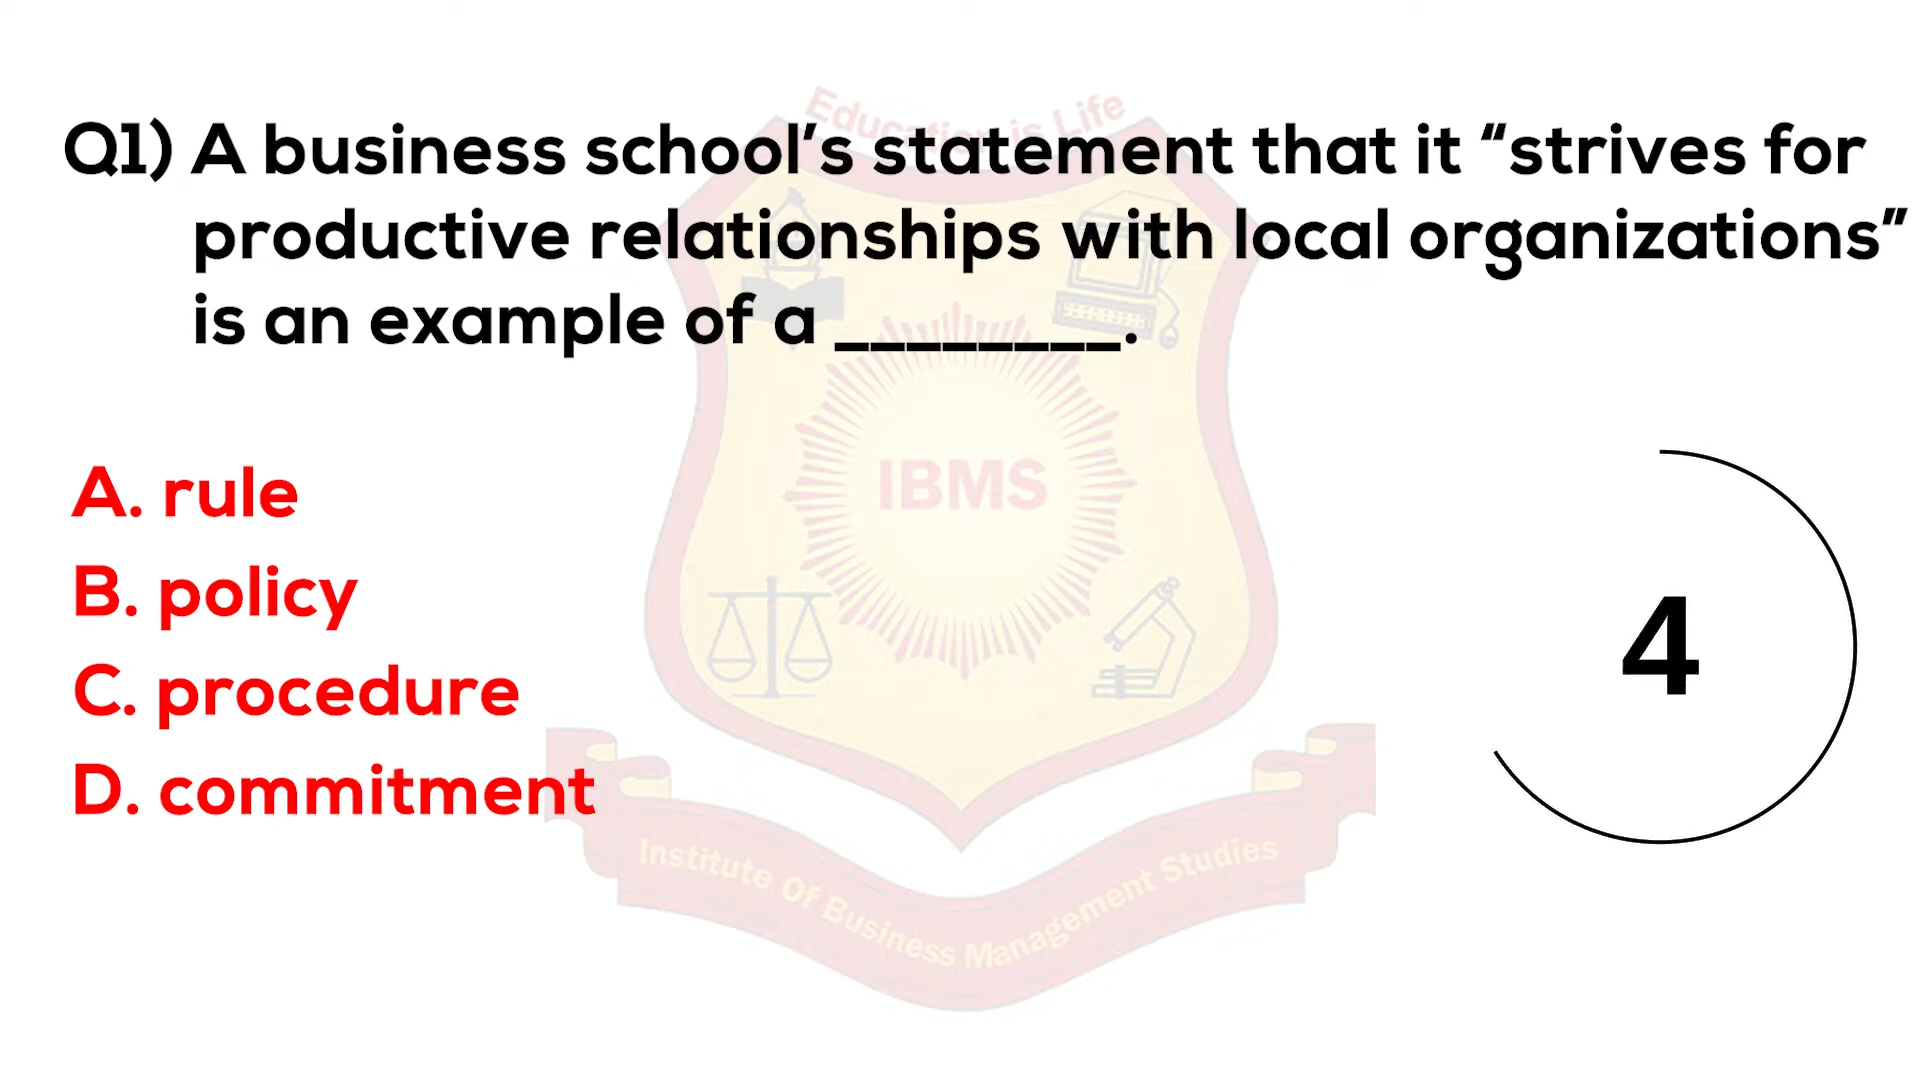 Education is Life
Q1) A business school’s statement that it “strives for
productive relationships with local organizations”
is an example of a ________.
IBMS
A. rule
B. policy
C. procedure
D. commitment
4
Institute Of Business Management Studies